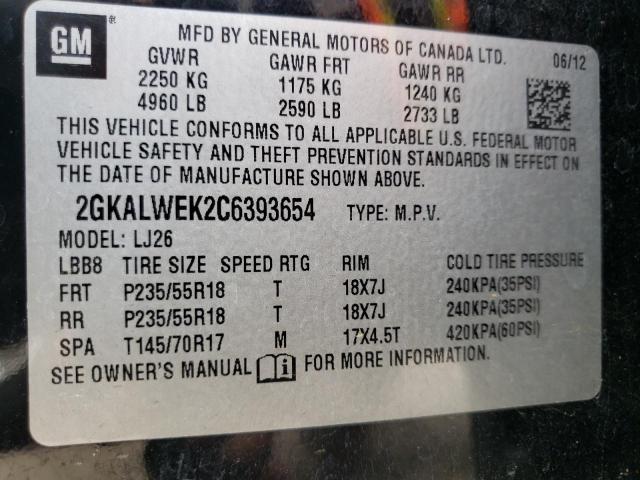 GM ®
MFD BY GENERAL MOTORS OF CANADA LTD. 06/12
GVWR GAWR FRT GAWR RR
2250 KG 1175 KG 1240 KG
4960 LB 2590 LB 2733 LB
THIS VEHICLE CONFORMS TO ALL APPLICABLE U.S. FEDERAL MOTOR
VEHICLE SAFETY AND THEFT PREVENTION STANDARDS IN EFFECT ON
THE DATE OF MANUFACTURE SHOWN ABOVE.
2GKALWEK2C6393654 TYPE: M.P.V.
MODEL: LJ26
LBB8 TIRE SIZE SPEED RTG RIM COLD TIRE PRESSURE
FRT P235/55R18 T 18X7J 240KPA(35PSI)
RR P235/55R18 T 18X7J 240KPA(35PSI)
SPA T145/70R17 M 17X4.5T 420KPA(60PSI)
SEE OWNER'S MANUAL i FOR MORE INFORMATION.